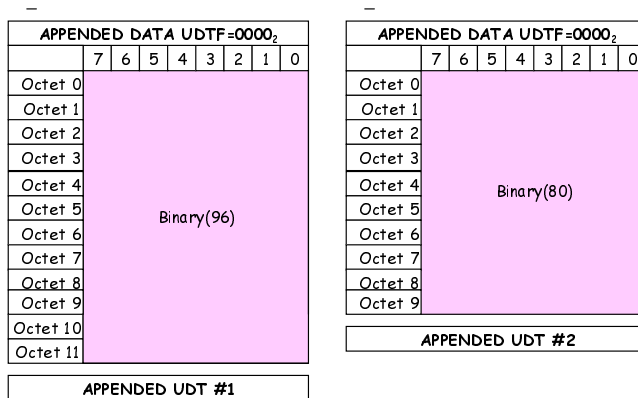 APPENDED DATA UDTF=0000₂
7 6 5 4 3 2 1 0
Octet 0
Octet 1
Octet 2
Octet 3
Octet 4
Octet 5
Octet 6
Octet 7
Octet 8
Octet 9
Octet 10
Octet 11
Binary(96)
APPENDED UDT #1
APPENDED DATA UDTF=0000₂
7 6 5 4 3 2 1 0
Octet 0
Octet 1
Octet 2
Octet 3
Octet 4
Octet 5
Octet 6
Octet 7
Octet 8
Octet 9
Binary(80)
APPENDED UDT #2